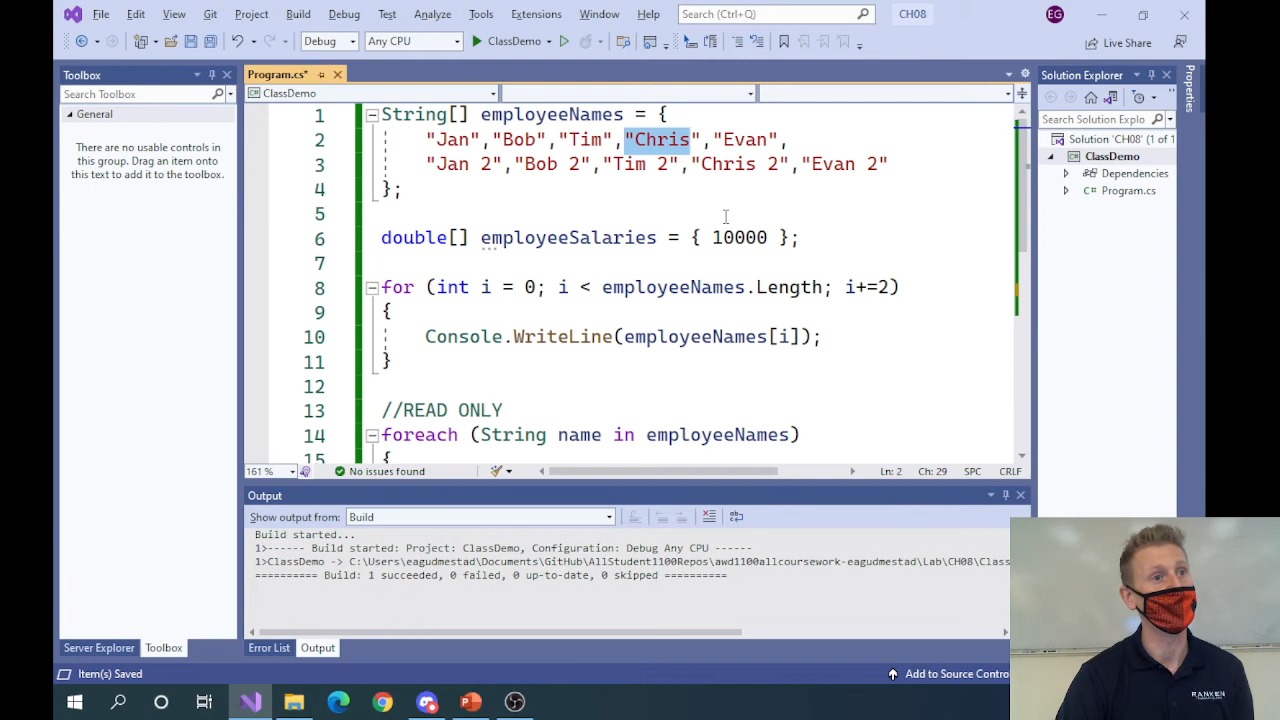 File Edit View Git Project Build Debug Test Analyze Tools Extensions Window Help Search (Ctrl+Q) CH08 EG
Debug Any CPU ClassDemo Live Share
Toolbox
Search Toolbox
General
There are no usable controls in
this group. Drag an item onto
this text to add it to the toolbox.
Server Explorer Toolbox
Program.cs*
ClassDemo
1 String[] employeeNames = {
2 "Jan","Bob","Tim","Chris","Evan",
3 "Jan 2","Bob 2","Tim 2","Chris 2","Evan 2"
4 };
5
6 double[] employeeSalaries = { 10000 };
7
8 for (int i = 0; i < employeeNames.Length; i+=2)
9 {
10 Console.WriteLine(employeeNames[i]);
11 }
12
13 //READ ONLY
14 foreach (String name in employeeNames)
15 {
161 % No issues found Ln: 2 Ch: 29 SPC CRLF
Output
Show output from: Build
Build started...
1>------ Build started: Project: ClassDemo, Configuration: Debug Any CPU ------
1>ClassDemo -> C:\Users\eagudmestad\Documents\GitHub\AllStudent1100Repos\awd1100allcoursework-eagudmestad\Lab\CH08\Class
========== Build: 1 succeeded, 0 failed, 0 up-to-date, 0 skipped ==========
Error List Output
Solution Explorer
Search Solution Explo
Solution 'CH08' (1 of 1
ClassDemo
Dependencies
Program.cs
Properties
Item(s) Saved Add to Source Contro
RANKEN